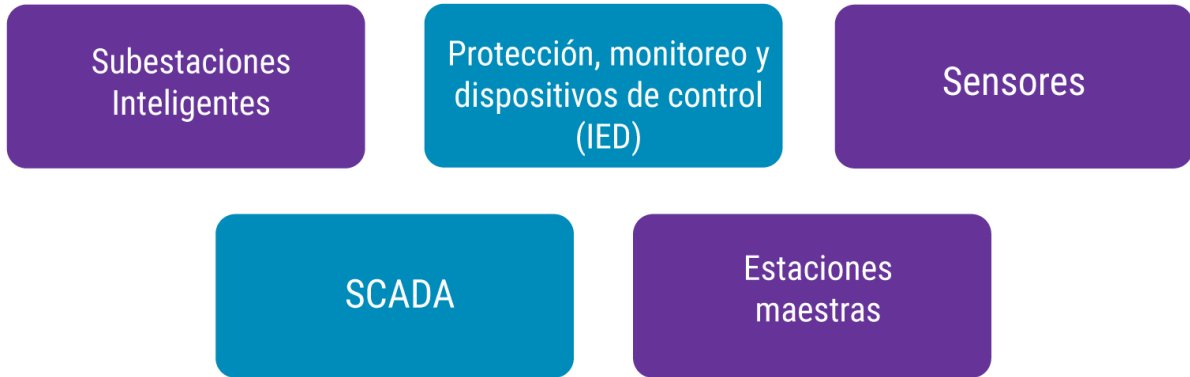 Subestaciones
Inteligentes
Protección, monitoreo y
dispositivos de control
(IED)
Sensores
SCADA
Estaciones
maestras